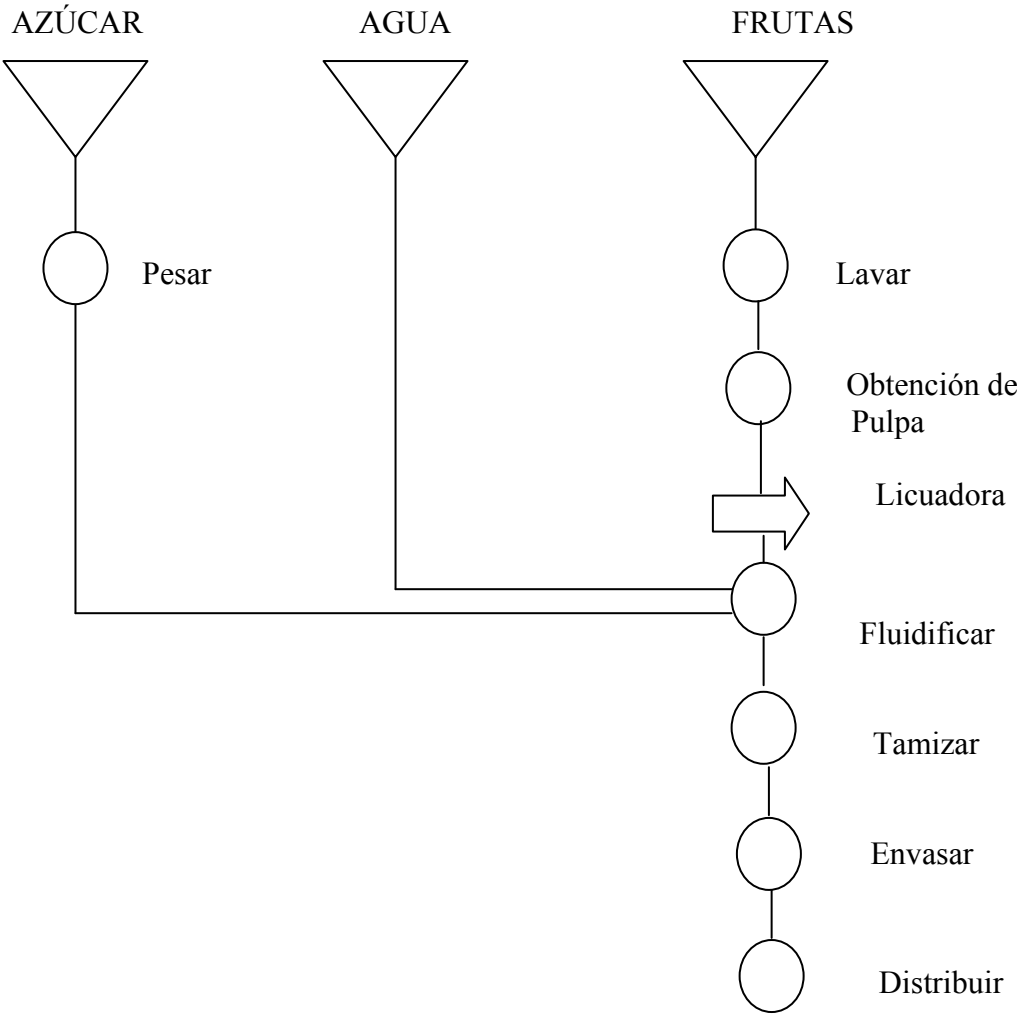 AZÚCAR
AGUA
FRUTAS
Pesar
Lavar
Obtención de
Pulpa
Licuadora
Fluidificar
Tamizar
Envasar
Distribuir